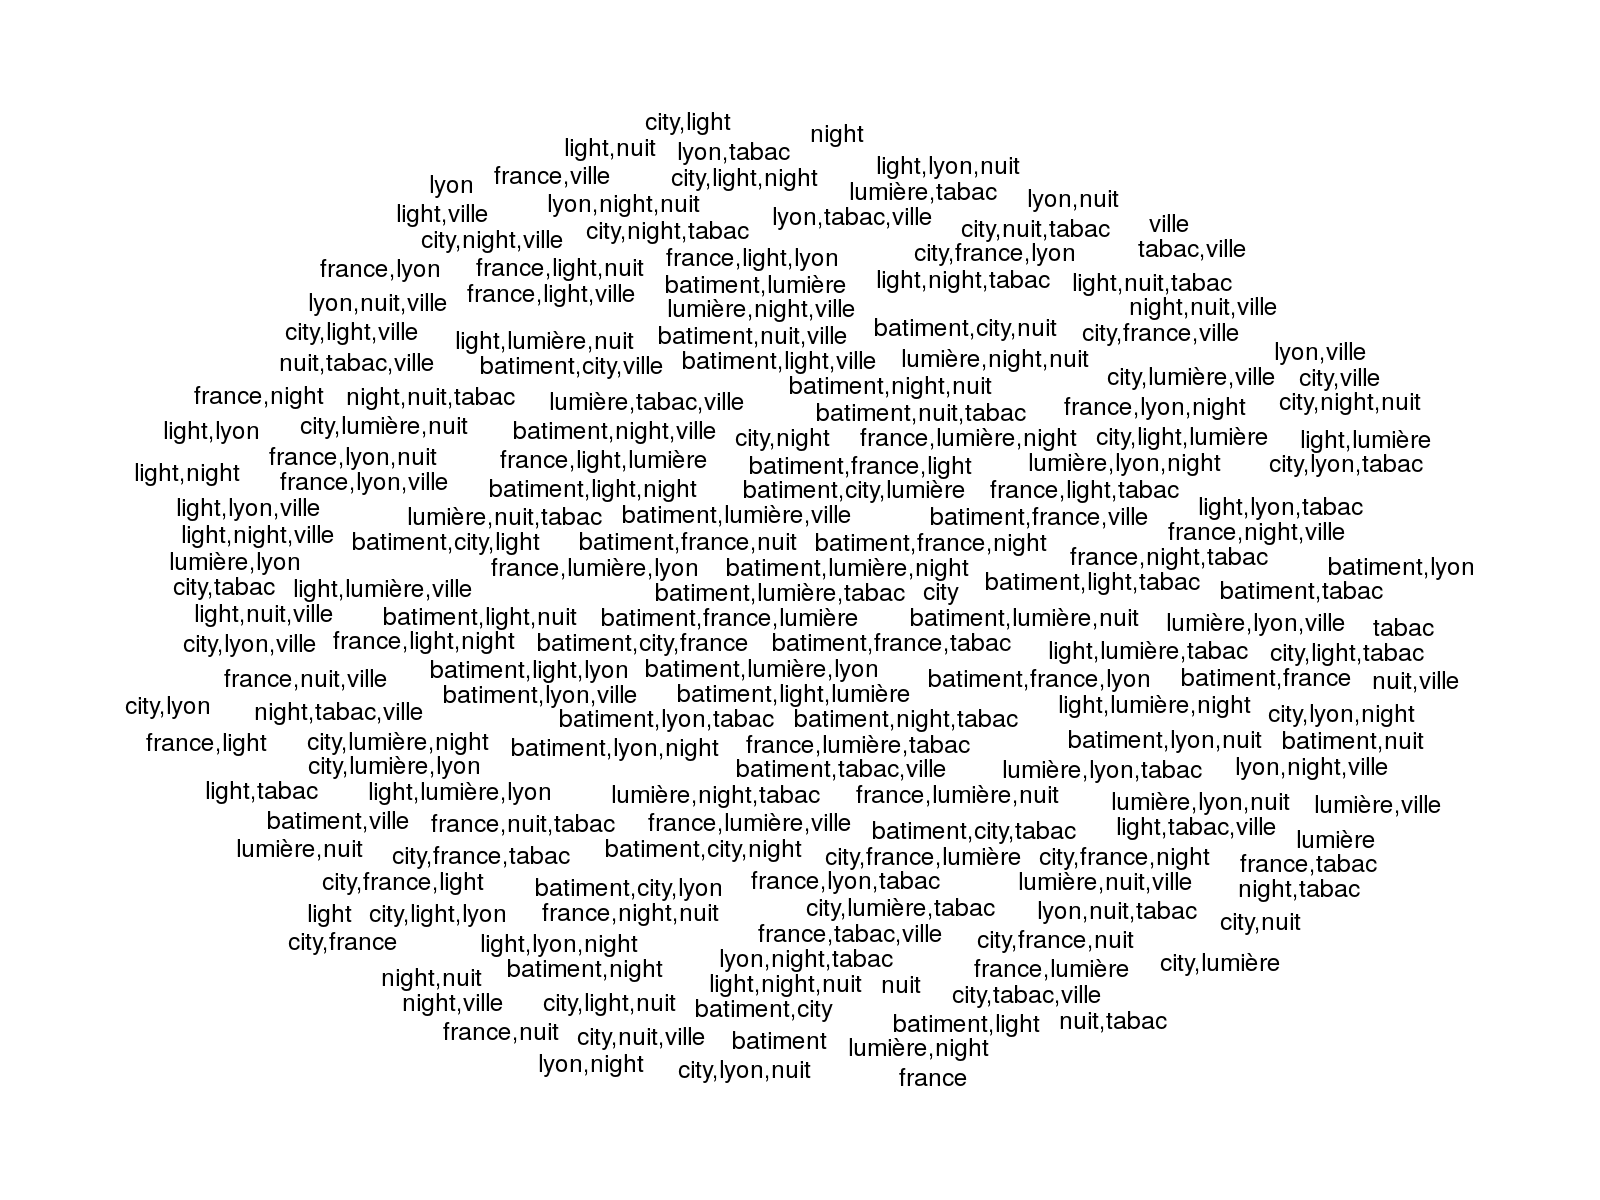 city,light
night
light,nuit
lyon,tabac
light,lyon,nuit
france,ville
city,light,night
lyon
lumière,tabac
lyon,nuit
lyon,night,nuit
light,ville
lyon,tabac,ville
ville
city,night,tabac
city,nuit,tabac
city,night,ville
tabac,ville
city,france,lyon
france,light,lyon
france,lyon
france,light,nuit
light,night,tabac
light,nuit,tabac
batiment,lumière
france,light,ville
lyon,nuit,ville
night,nuit,ville
lumière,night,ville
batiment,city,nuit
city,light,ville
city,france,ville
batiment,nuit,ville
light,lumière,nuit
lyon,ville
lumière,night,nuit
batiment,light,ville
nuit,tabac,ville
batiment,city,ville
city,lumière,ville
city,ville
batiment,night,nuit
france,night
night,nuit,tabac
lumière,tabac,ville
city,night,nuit
france,lyon,night
batiment,nuit,tabac
city,lumière,nuit
light,lyon
batiment,night,ville
city,night
france,lumière,night
city,light,lumière
light,lumière
france,lyon,nuit
france,light,lumière
batiment,france,light
lumière,lyon,night
city,lyon,tabac
light,night
france,lyon,ville
batiment,light,night
batiment,city,lumière
france,light,tabac
light,lyon,ville
light,lyon,tabac
lumière,nuit,tabac
batiment,lumière,ville
batiment,france,ville
light,night,ville
france,night,ville
batiment,city,light
batiment,france,nuit
batiment,france,night
france,night,tabac
lumière,lyon
france,lumière,lyon
batiment,lumière,night
batiment,lyon
city,tabac
light,lumière,ville
batiment,light,tabac
batiment,lumière,tabac
city
batiment,tabac
light,nuit,ville
batiment,light,nuit
batiment,france,lumière
batiment,lumière,nuit
lumière,lyon,ville
tabac
city,lyon,ville
france,light,night
batiment,city,france
batiment,france,tabac
light,lumière,tabac
city,light,tabac
france,nuit,ville
batiment,light,lyon
batiment,lumière,lyon
batiment,france,lyon
batiment,france
nuit,ville
batiment,lyon,ville
batiment,light,lumière
city,lyon
night,tabac,ville
light,lumière,night
city,lyon,night
batiment,lyon,tabac
batiment,night,tabac
france,light
city,lumière,night
batiment,lyon,night
france,lumière,tabac
batiment,lyon,nuit
batiment,nuit
city,lumière,lyon
batiment,tabac,ville
lumière,lyon,tabac
lyon,night,ville
light,tabac
light,lumière,lyon
lumière,night,tabac
france,lumière,nuit
lumière,lyon,nuit
lumière,ville
batiment,ville
france,nuit,tabac
france,lumière,ville
batiment,city,tabac
light,tabac,ville
lumière
lumière,nuit
city,france,tabac
batiment,city,night
city,france,lumière
city,france,night
france,tabac
city,france,light
batiment,city,lyon
france,lyon,tabac
lumière,nuit,ville
night,tabac
light
city,light,lyon
france,night,nuit
city,lumière,tabac
lyon,nuit,tabac
city,nuit
city,france
light,lyon,night
france,tabac,ville
city,france,nuit
lyon,night,tabac
night,nuit
batiment,night
france,lumière
city,lumière
light,night,nuit
nuit
night,ville
city,light,nuit
batiment,city
city,tabac,ville
batiment,light
nuit,tabac
france,nuit
city,nuit,ville
batiment
lumière,night
lyon,night
city,lyon,nuit
france